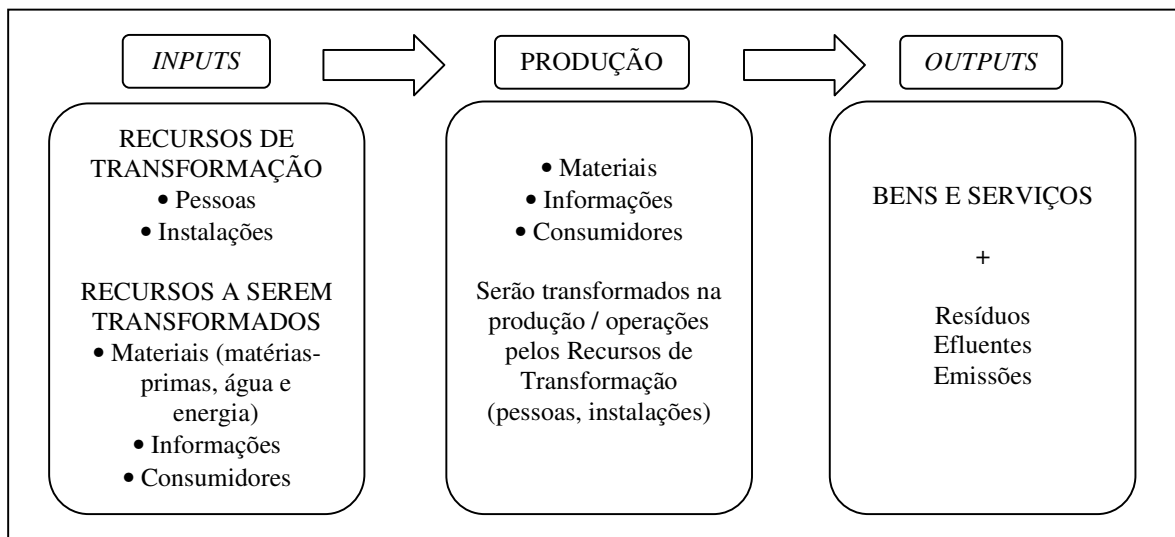 INPUTS
RECURSOS DE
TRANSFORMAÇÃO
• Pessoas
• Instalações
RECURSOS A SEREM
TRANSFORMADOS
• Materiais (matérias-
primas, água e
energia)
• Informações
• Consumidores
PRODUÇÃO
• Materiais
• Informações
• Consumidores
Serão transformados na
produção / operações
pelos Recursos de
Transformação
(pessoas, instalações)
OUTPUTS
BENS E SERVIÇOS
+
Resíduos
Efluentes
Emissões